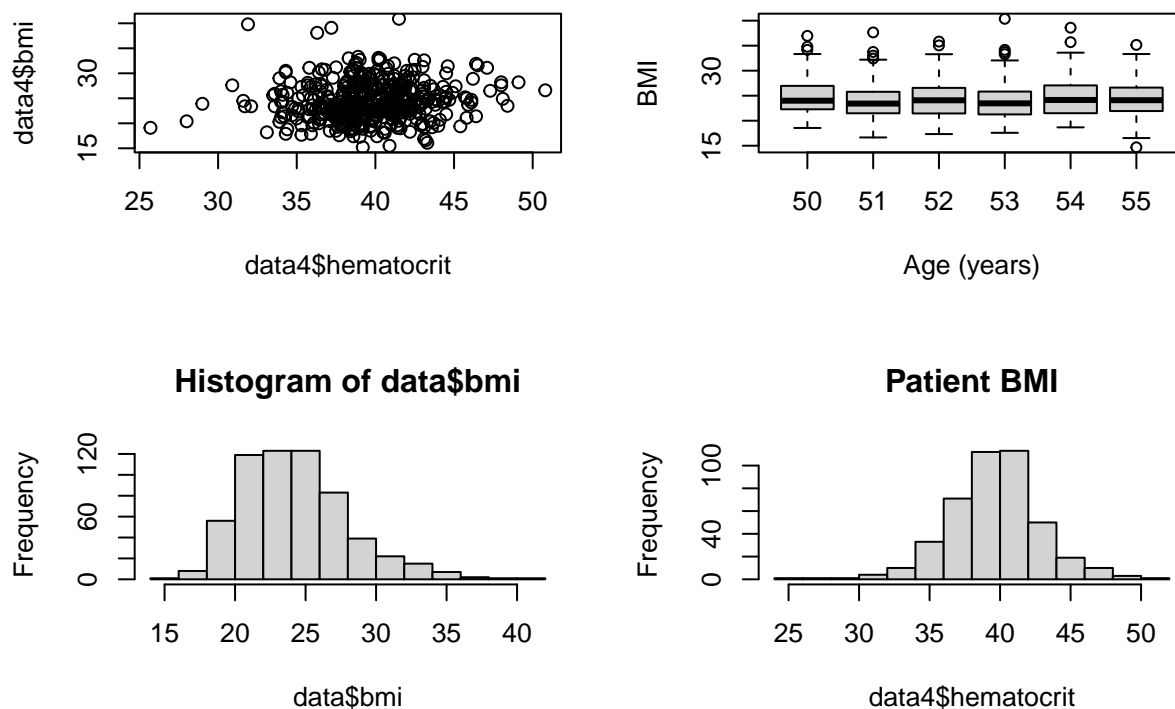 data4$bmi
15 30
25 30 35 40 45 50
data4$hematocrit
BMI
15 30
50 51 52 53 54 55
Age (years)
Histogram of data$bmi
Frequency
0 60 120
15 20 25 30 35 40
data$bmi
Patient BMI
Frequency
0 40 100
25 30 35 40 45 50
data4$hematocrit